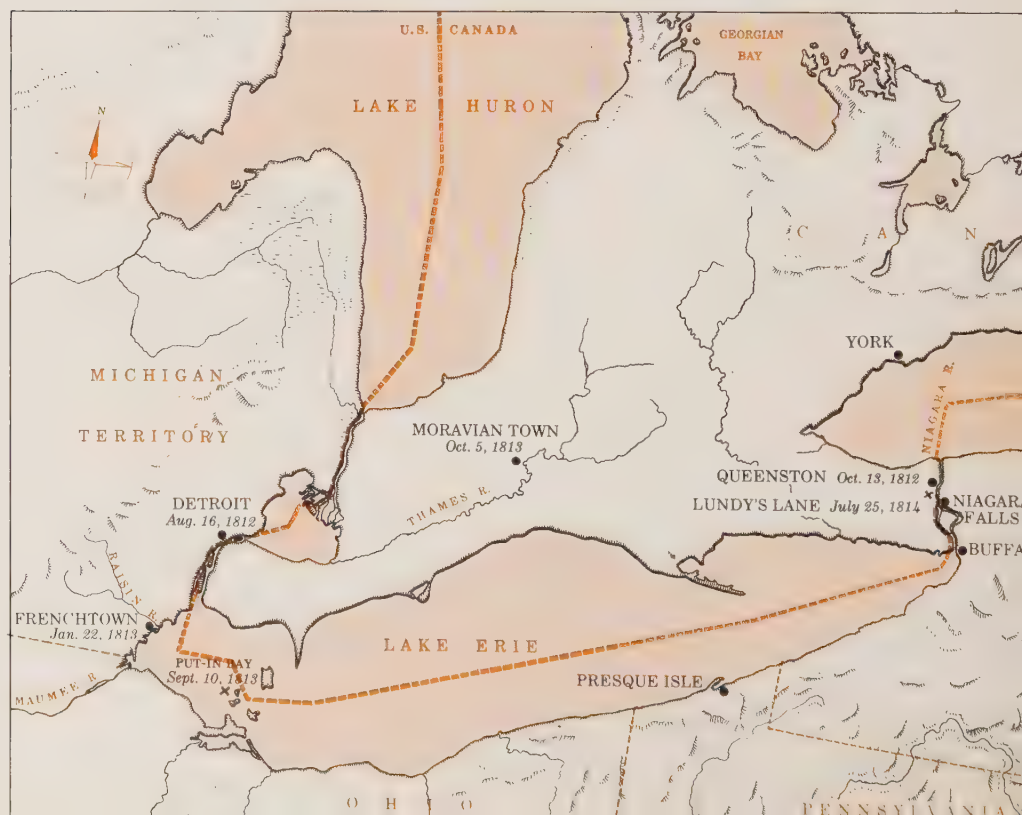 U.S. CANADA
GEORGIAN
BAY
LAKE HURON
N
C A N
MICHIGAN
TERRITORY
YORK
NIAGARA R.
MORAVIAN TOWN
Oct. 5, 1813
QUEENSTON Oct. 13, 1812
LUNDY'S LANE July 25, 1814
NIAGARA
FALLS
DETROIT
Aug. 16, 1812
THAMES R.
BUFFA
RAISIN R.
FRENCHTOWN
Jan. 22, 1813
LAKE ERIE
PUT-IN BAY
Sept. 10, 1813
MAUMEE R.
PRESQUE ISLE
OHIO
PENNSYLVANIA